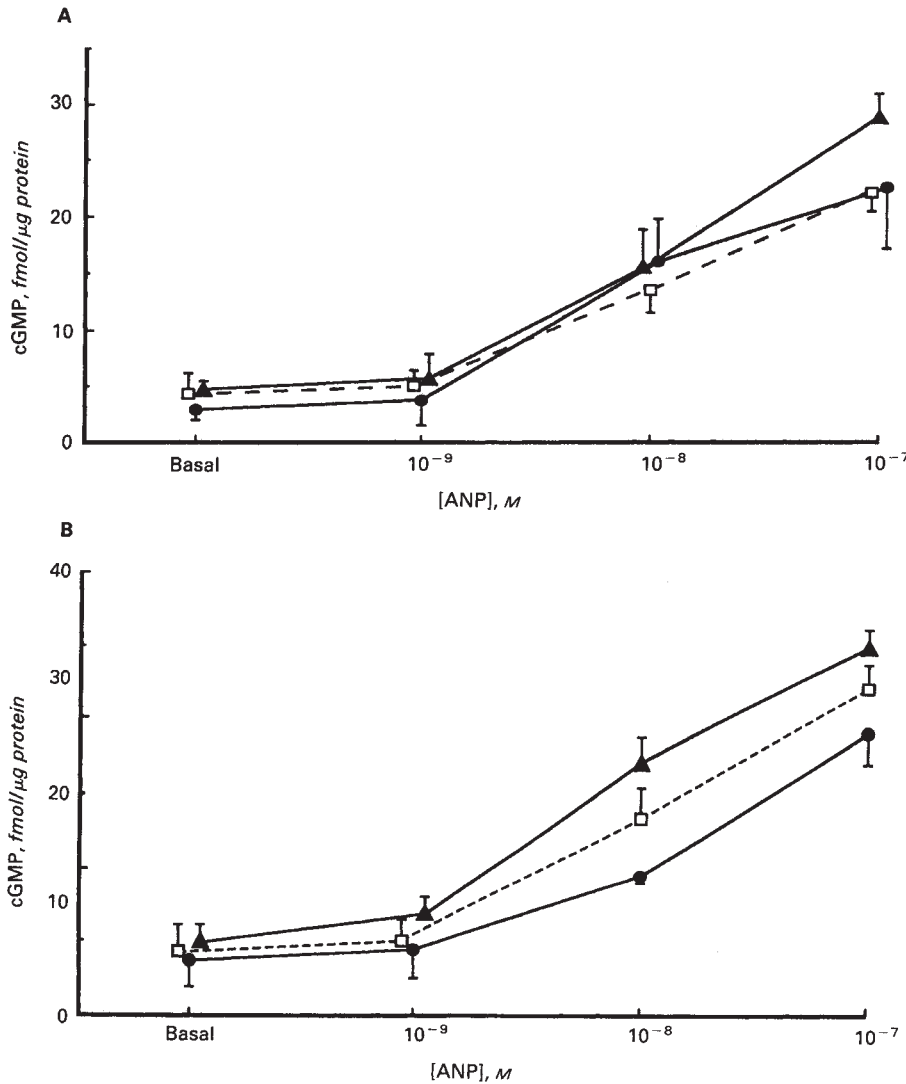 A
30
20
10
0
cGMP, fmol/μg protein
Basal 10⁻⁹ 10⁻⁸ 10⁻⁷
[ANP], M
B
40
30
20
10
0
cGMP, fmol/μg protein
Basal 10⁻⁹ 10⁻⁸ 10⁻⁷
[ANP], M